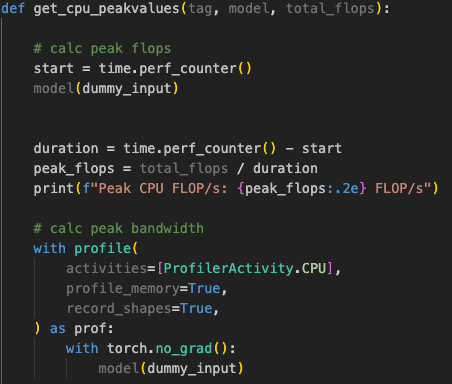 def get_cpu_peakvalues(tag, model, total_flops):
# calc peak flops
start = time.perf_counter()
model(dummy_input)
duration = time.perf_counter() - start
peak_flops = total_flops / duration
print(f"Peak CPU FLOP/s: {peak_flops:.2e} FLOP/s")
# calc peak bandwidth
with profile(
activities=[ProfilerActivity.CPU],
profile_memory=True,
record_shapes=True,
) as prof:
with torch.no_grad():
model(dummy_input)